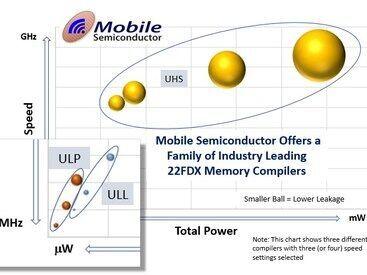 Mobile
Semiconductor
GHz
UHS
Speed
Mobile Semiconductor Offers a
Family of Industry Leading
22FDX Memory Compilers
ULP
ULL
Smaller Ball = Lower Leakage
MHz
mW
µW
Total Power
Note: This chart shows three different
compilers with three (or four) speed
settings selected